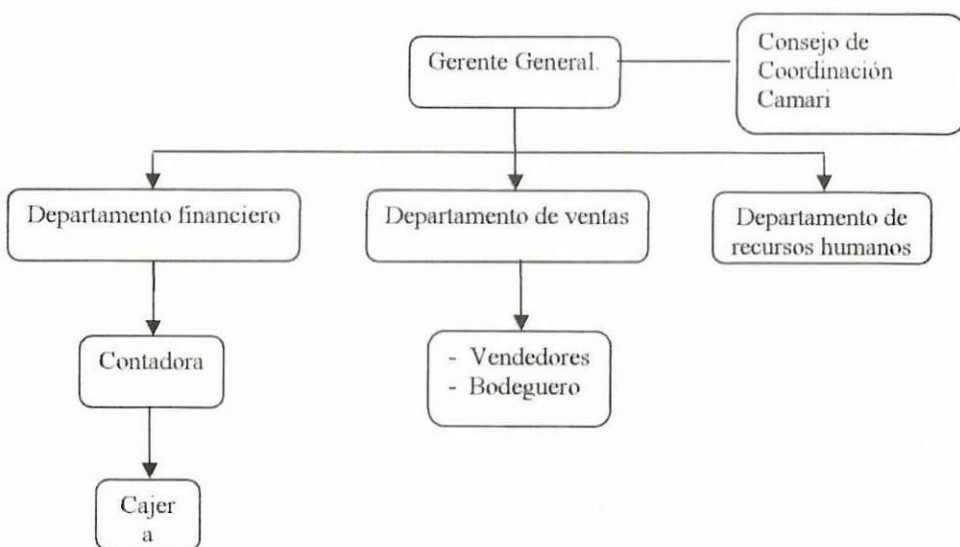 Gerente General.
Consejo de
Coordinación
Camari
Departamento financiero
Departamento de ventas
Departamento de
recursos humanos
Contadora
- Vendedores
- Bodeguero
Cajer
a